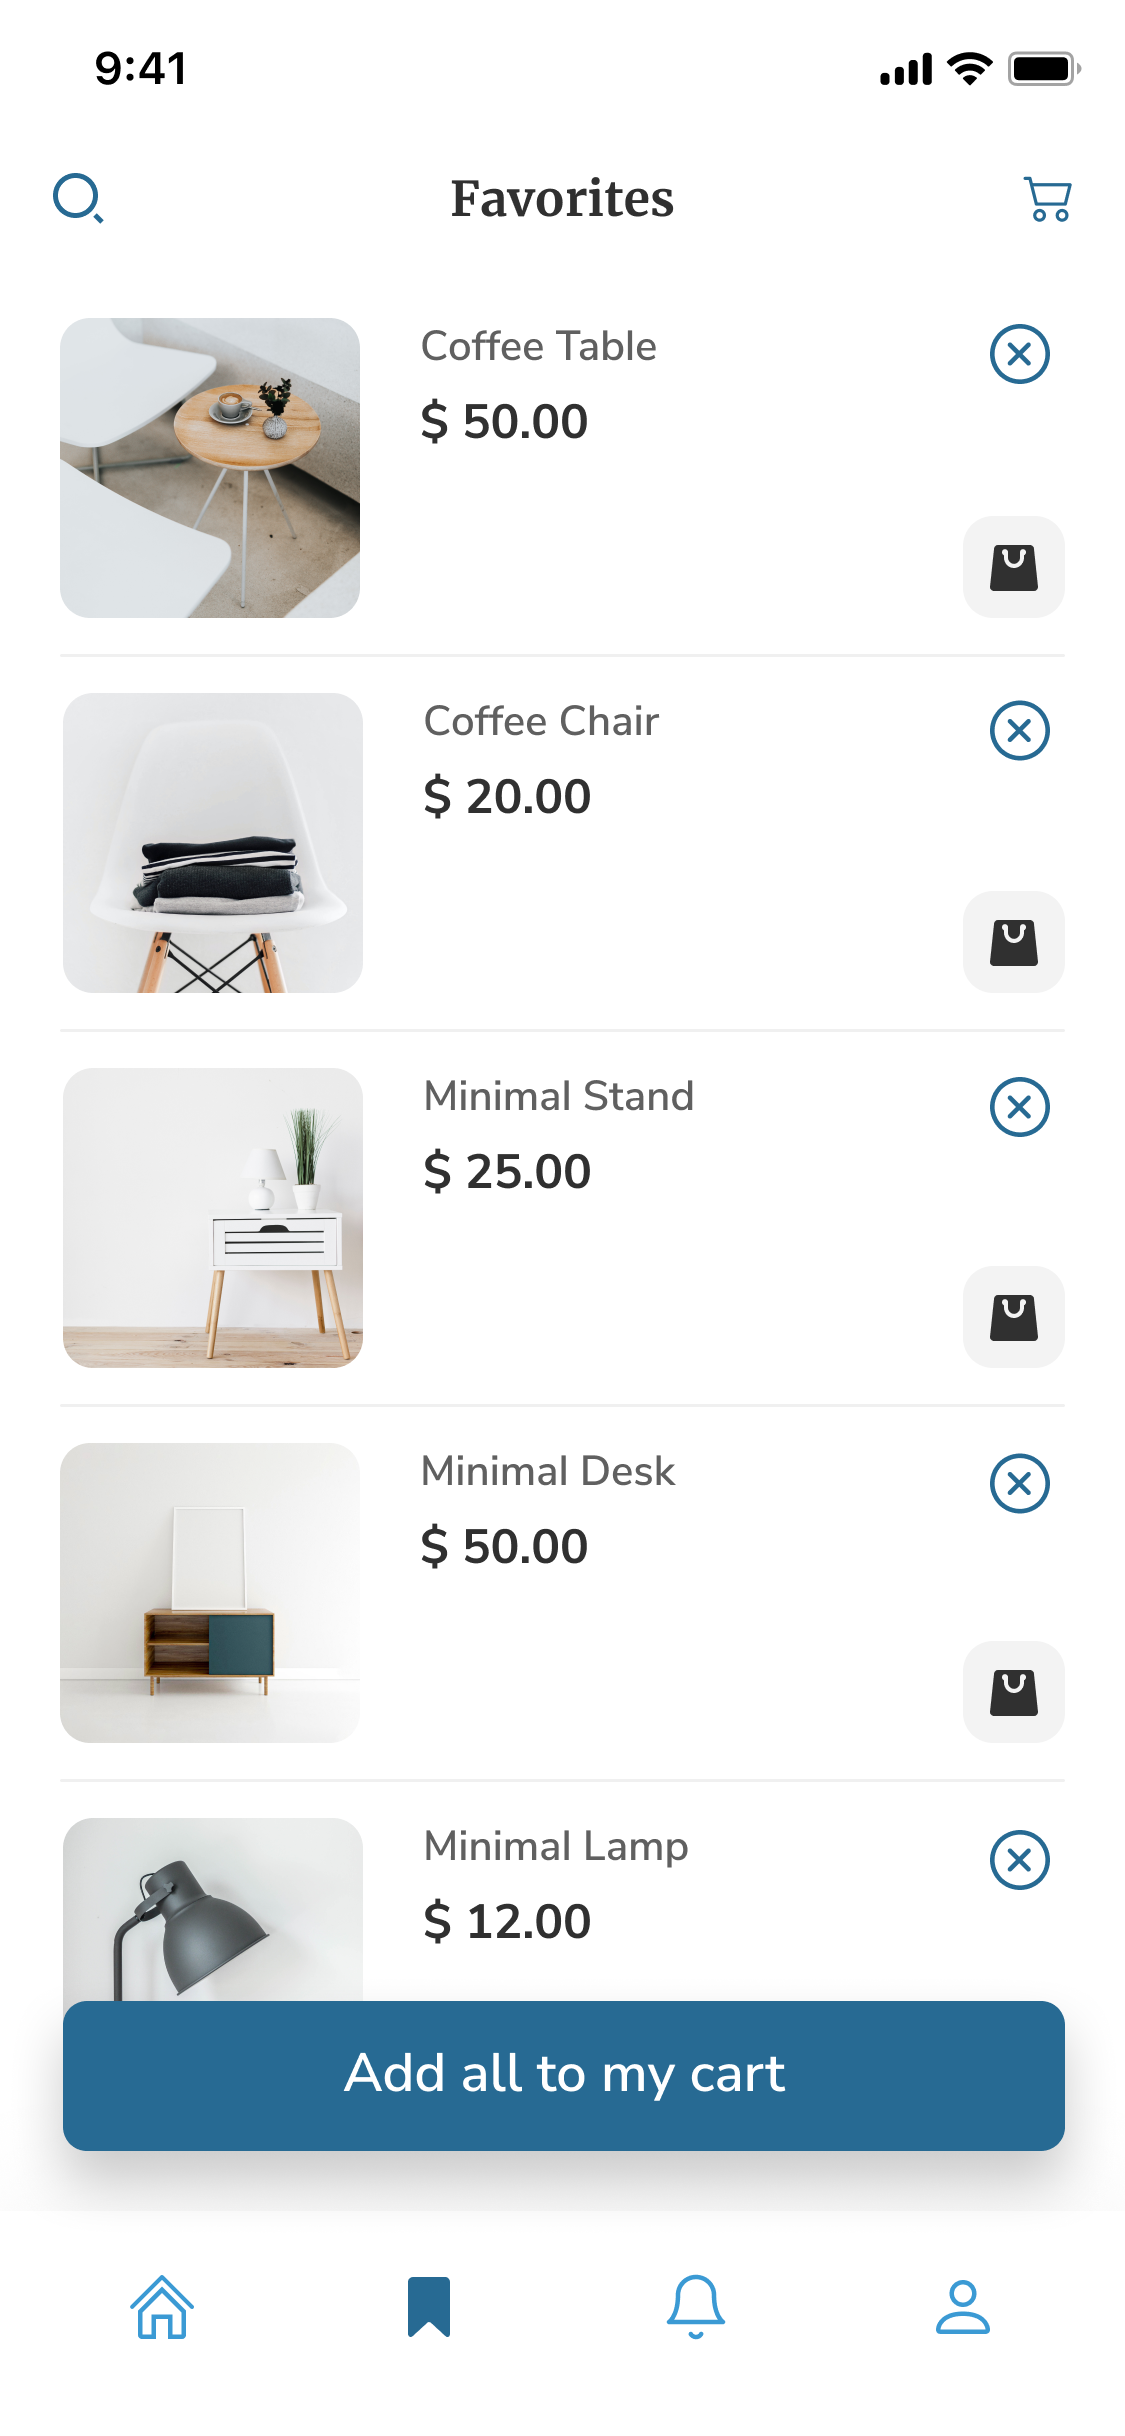 9:41
Favorites
Coffee Table
$ 50.00
Coffee Chair
$ 20.00
Minimal Stand
$ 25.00
Minimal Desk
$ 50.00
Minimal Lamp
$ 12.00
Add all to my cart